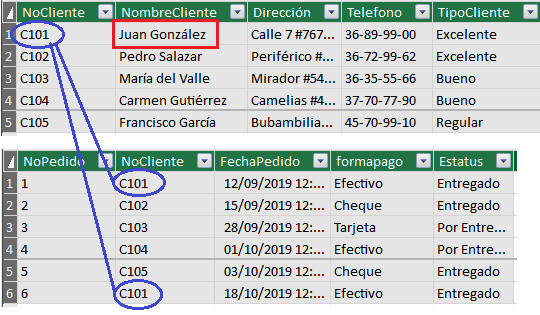 NoCliente NombreCliente Dirección Telefono TipoCliente
1 C101 Juan González Calle 7 #767... 36-89-99-00 Excelente
2 C102 Pedro Salazar Periférico #... 36-72-99-62 Excelente
3 C103 María del Valle Mirador #54... 36-35-55-66 Bueno
4 C104 Carmen Gutiérrez Camelias #4... 37-70-77-90 Bueno
5 C105 Francisco García Bubambilia... 45-70-99-10 Regular
NoPedido NoCliente FechaPedido formapago Estatus
1 1 C101 12/09/2019 12:... Efectivo Entregado
2 2 C102 15/09/2019 12:... Cheque Entregado
3 3 C103 28/09/2019 12:... Tarjeta Por Entre...
4 4 C104 01/10/2019 12:... Efectivo Por Entre...
5 5 C105 03/10/2019 12:... Cheque Entregado
6 6 C101 18/10/2019 12:... Efectivo Entregado